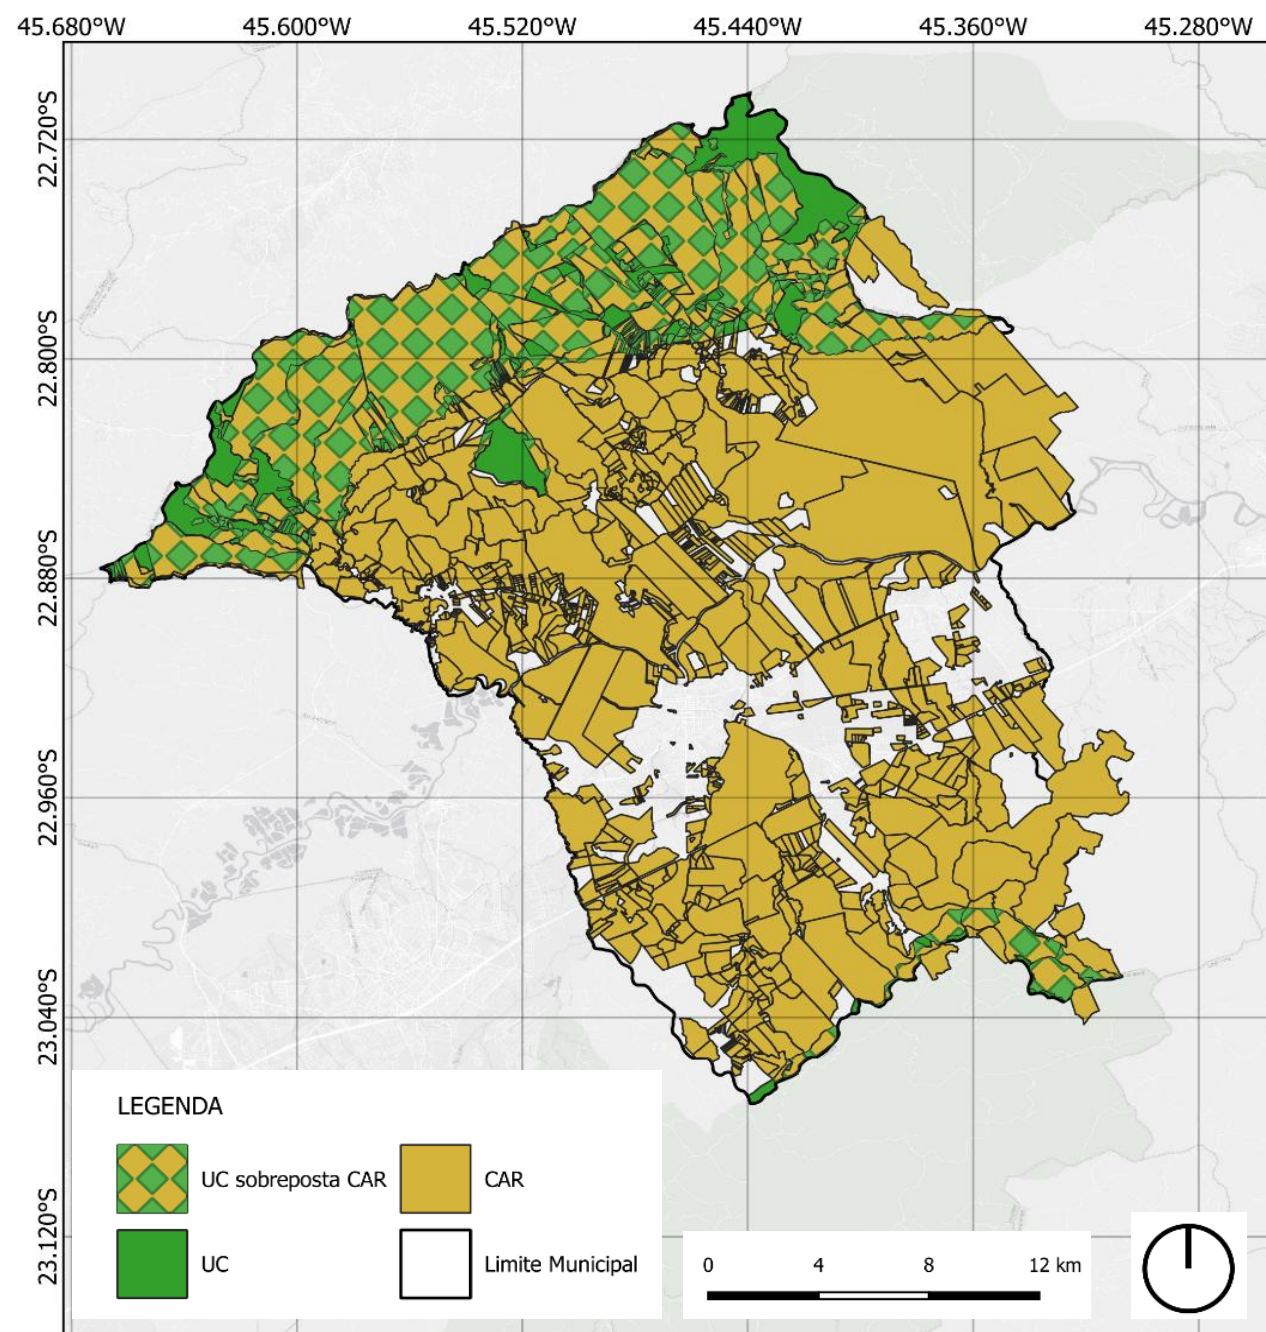 45.680°W 45.600°W 45.520°W 45.440°W 45.360°W 45.280°W
22.720°S
22.800°S
22.880°S
22.960°S
23.040°S
23.120°S
LEGENDA
UC sobreposta CAR
CAR
UC
Limite Municipal
0 4 8 12 km